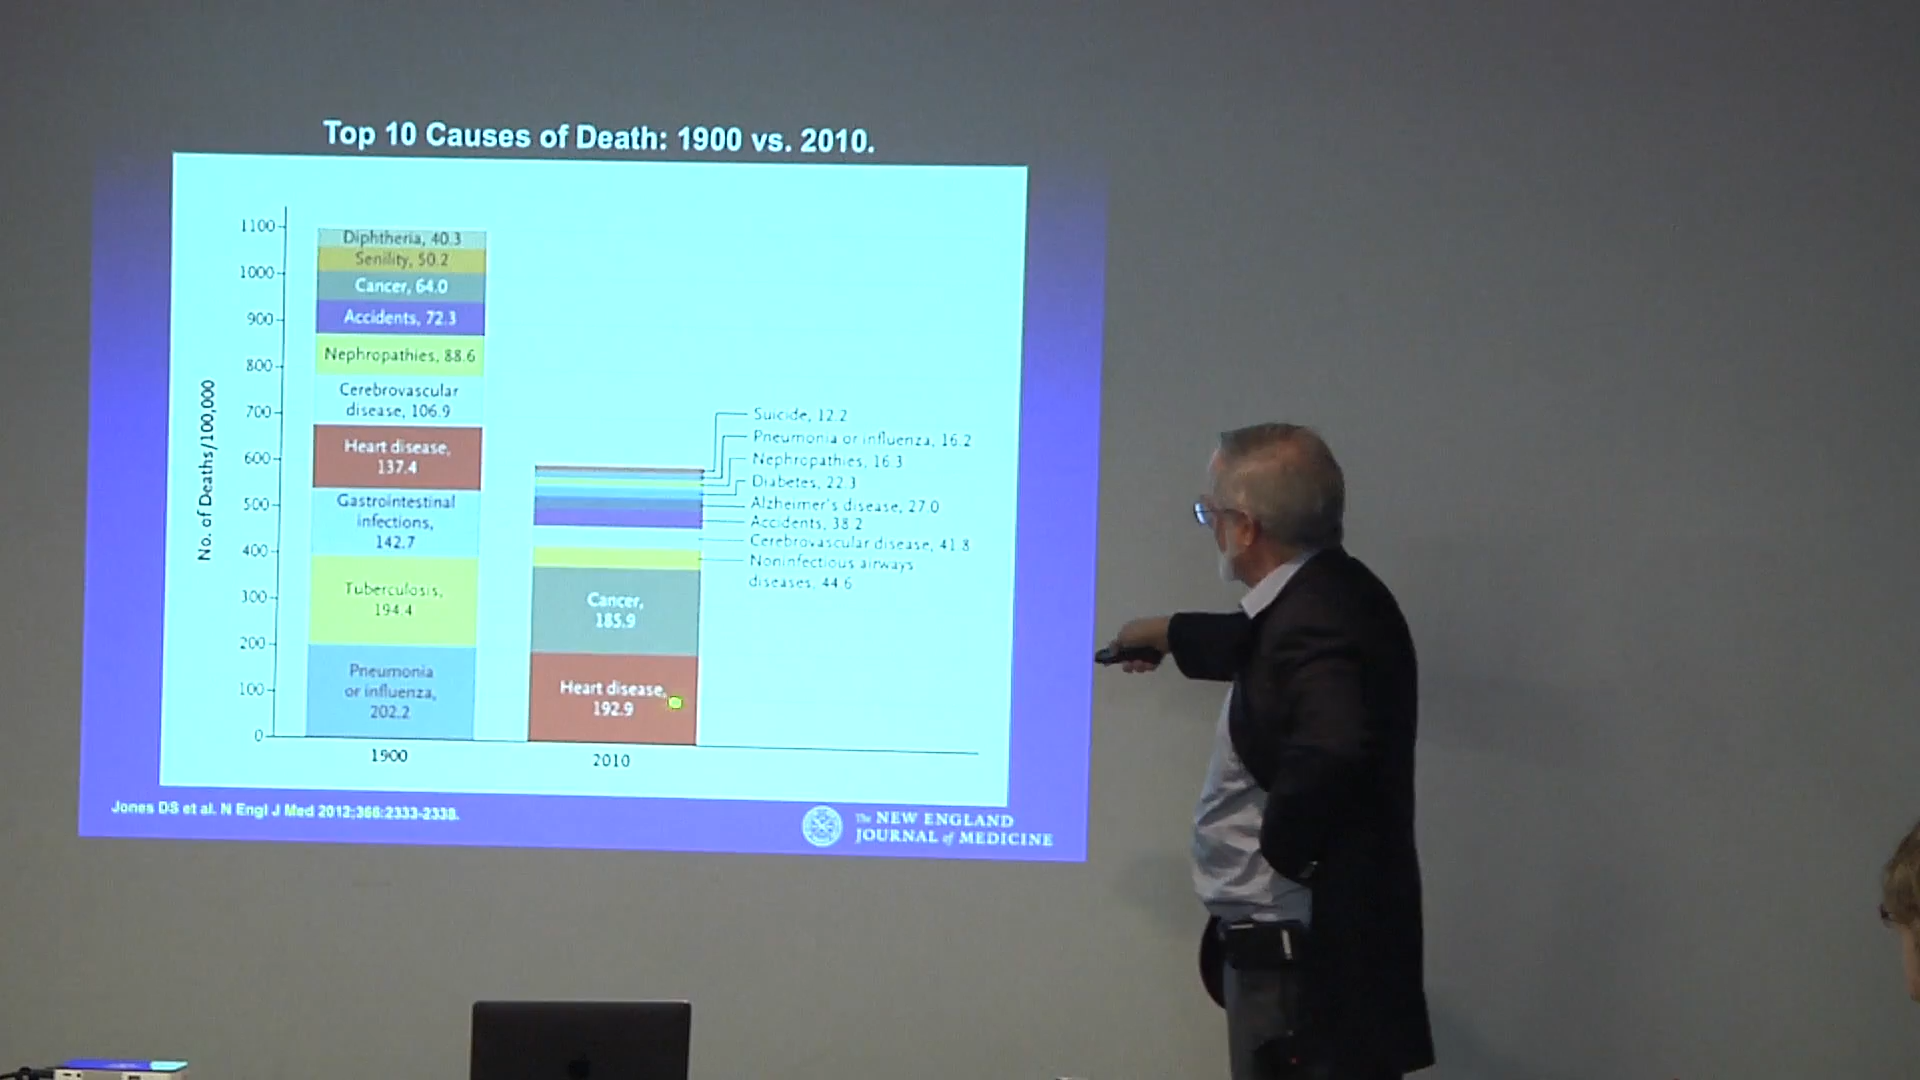 Top 10 Causes of Death: 1900 vs. 2010.
No. of Deaths/100,000
1100
1000
900
800
700
600
500
400
300
200
100
0
Diphtheria, 40.3
Senility, 50.2
Cancer, 64.0
Accidents, 72.3
Nephropathies, 88.6
Cerebrovascular
disease, 106.9
Heart disease,
137.4
Gastrointestinal
infections,
142.7
Tuberculosis,
194.4
Pneumonia
or influenza,
202.2
1900
Suicide, 12.2
Pneumonia or influenza, 16.2
Nephropathies, 16.3
Diabetes, 22.3
Alzheimer's disease, 27.0
Accidents, 38.2
Cerebrovascular disease, 41.8
Noninfectious airways
diseases, 44.6
Cancer,
185.9
Heart disease,
192.9
2010
Jones DS et al. N Engl J Med 2012;366:2333-2338.
The NEW ENGLAND
JOURNAL of MEDICINE